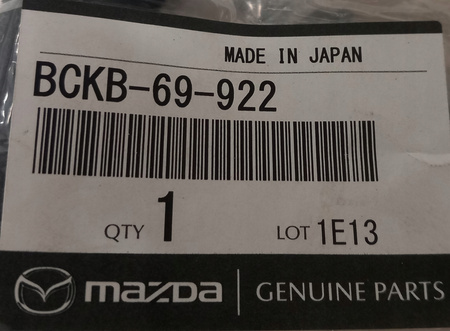 MADE IN JAPAN
BCKB-69-922
QTY 1 LOT 1E13
mazda GENUINE PARTS